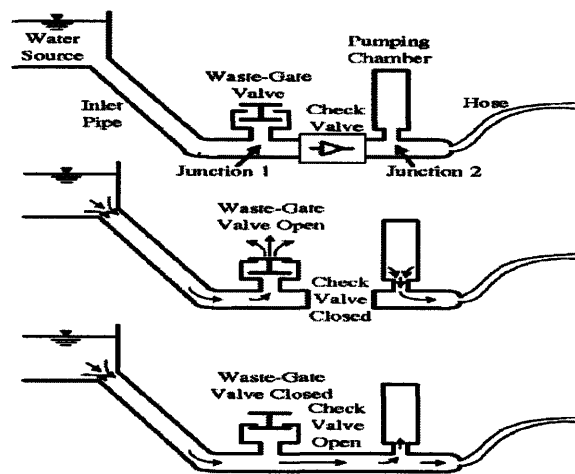 Water
Source
Inlet
Pipe
Waste-Gate
Valve
Check
Valve
Pumping
Chamber
Hose
Junction 1
Junction 2
Waste-Gate
Valve Open
Check
Valve
Closed
Waste-Gate
Valve Closed
Check
Valve
Open